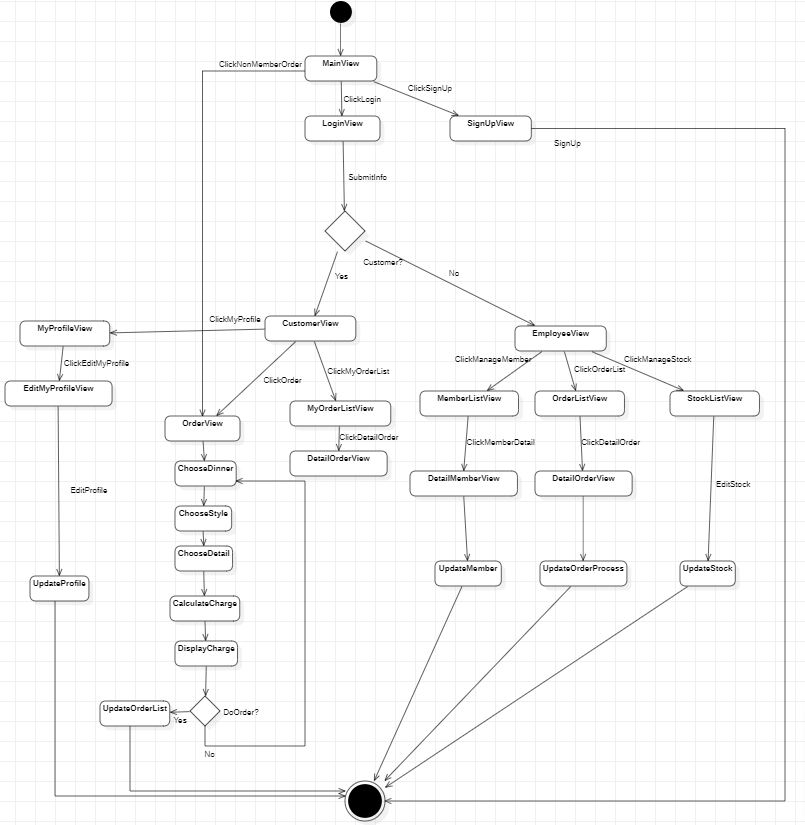 ClickNonMemberOrder
MainView
ClickSignUp
ClickLogin
LoginView
SignUpView
SignUp
SubmitInfo
Customer?
Yes
No
ClickMyProfile
CustomerView
MyProfileView
EmployeeView
ClickEditMyProfile
ClickManageMember
ClickManageStock
ClickMyOrderList
ClickOrderList
ClickOrder
EditMyProfileView
MemberListView
OrderListView
StockListView
MyOrderListView
OrderView
ClickDetailOrder
ClickMemberDetail
ClickDetailOrder
DetailOrderView
ChooseDinner
DetailMemberView
DetailOrderView
EditStock
EditProfile
ChooseStyle
ChooseDetail
UpdateMember
UpdateOrderProcess
UpdateStock
UpdateProfile
CalculateCharge
DisplayCharge
UpdateOrderList
DoOrder?
Yes
No